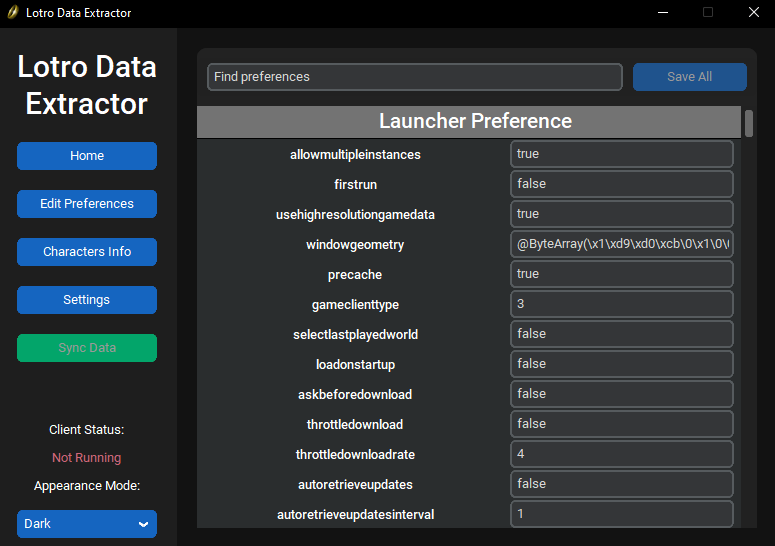 Lotro Data Extractor
Lotro Data
Extractor
Home
Edit Preferences
Characters Info
Settings
Sync Data
Client Status:
Not Running
Appearance Mode:
Dark
Find preferences
Save All
Launcher Preference
allowmultipleinstances true
firstrun false
usehighresolutiongamedata true
windowgeometry @ByteArray(\x1\xd9\xd0\xcb\0\x1\0\
precache true
gameclienttype 3
selectlastplayedworld false
loadonstartup false
askbeforedownload false
throttledownload false
throttledownloadrate 4
autoretrieveupdates false
autoretrieveupdatesinterval 1